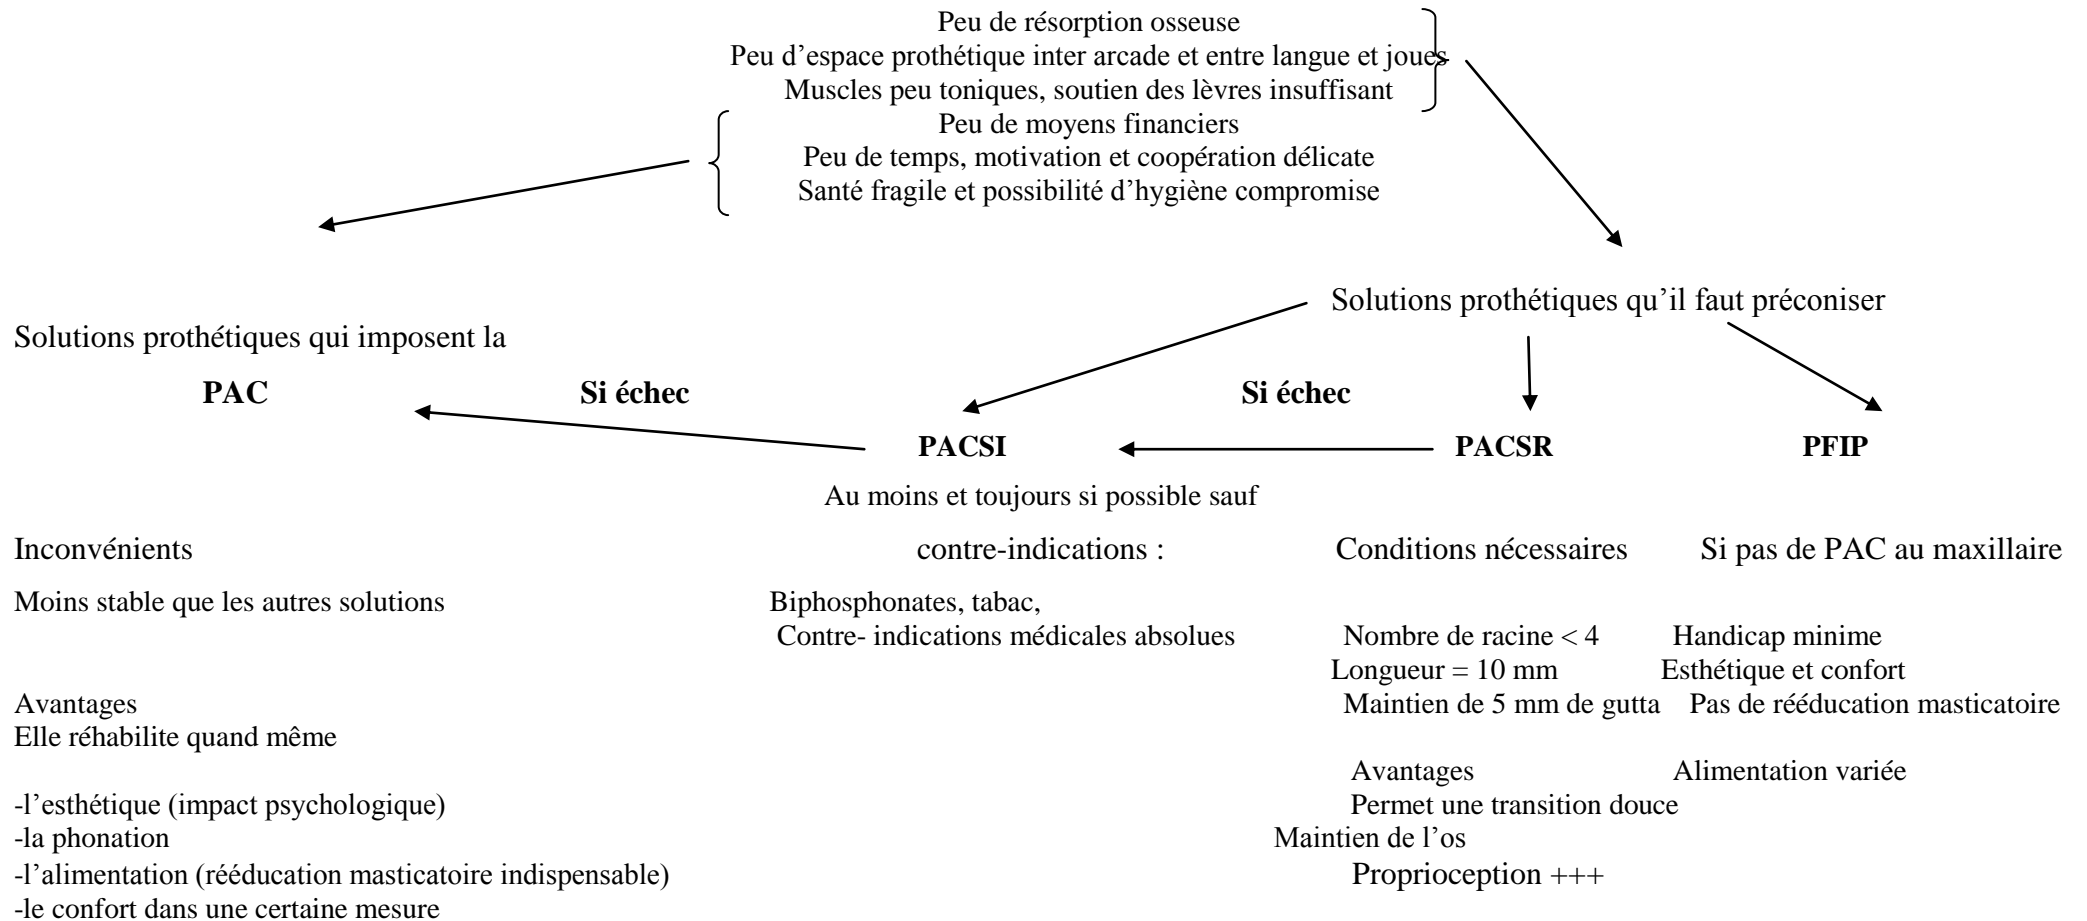 Peu de résorption osseuse
Peu d’espace prothétique inter arcade et entre langue et joues
Muscles peu toniques, soutien des lèvres insuffisant
Peu de moyens financiers
Peu de temps, motivation et coopération délicate
Santé fragile et possibilité d’hygiène compromise
Solutions prothétiques qu’il faut préconiser
Solutions prothétiques qui imposent la
PAC Si échec Si échec
PACSI PACSR PFIP
Au moins et toujours si possible sauf
Inconvénients contre-indications : Conditions nécessaires Si pas de PAC au maxillaire
Moins stable que les autres solutions Biphosphonates, tabac,
Contre- indications médicales absolues Nombre de racine < 4 Handicap minime
Longueur = 10 mm Esthétique et confort
Avantages Maintien de 5 mm de gutta Pas de rééducation masticatoire
Elle réhabilite quand même
Avantages Alimentation variée
-l’esthétique (impact psychologique) Permet une transition douce
-la phonation Maintien de l’os
-l’alimentation (rééducation masticatoire indispensable) Proprioception +++
-le confort dans une certaine mesure